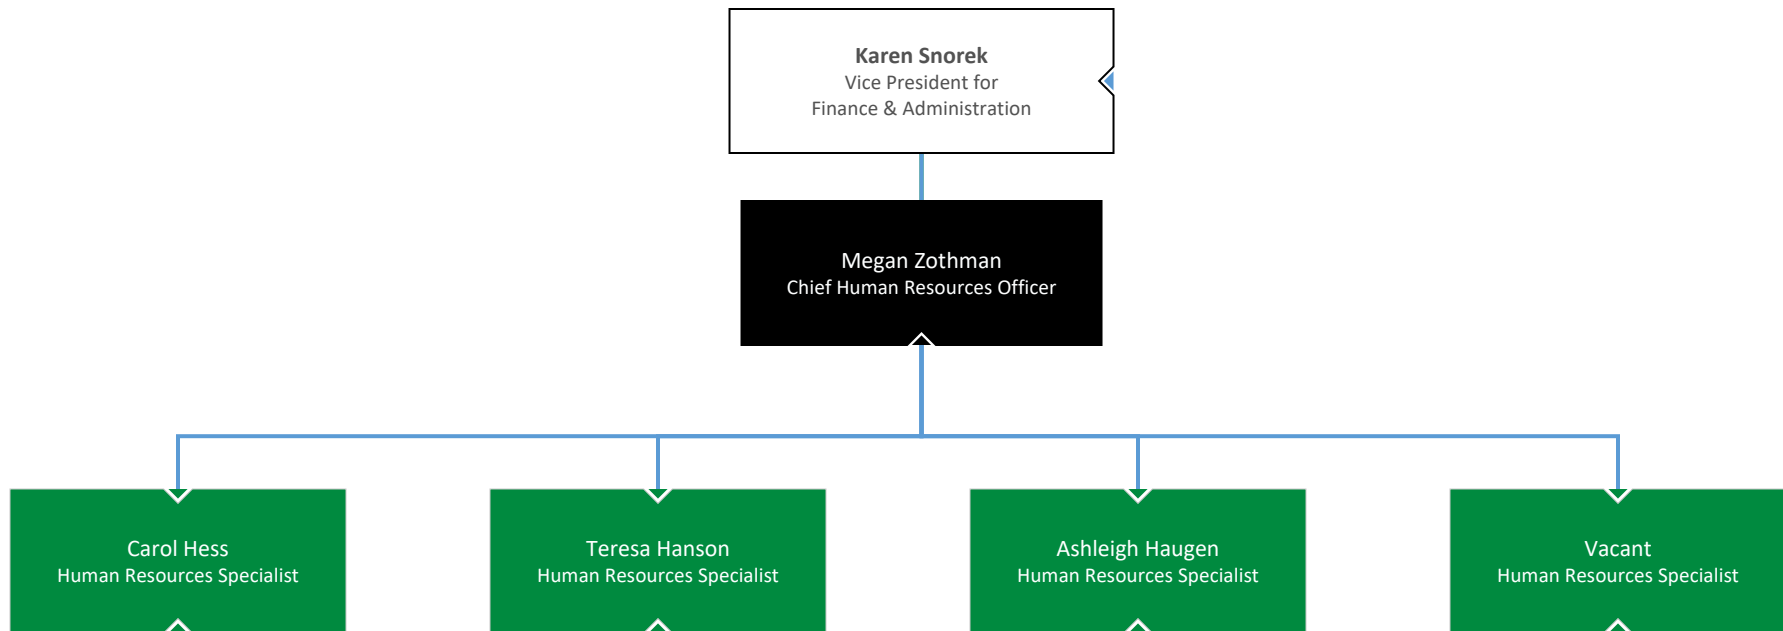 Karen Snorek
Vice President for
Finance & Administration
Megan Zothman
Chief Human Resources Officer
Carol Hess
Human Resources Specialist
Teresa Hanson
Human Resources Specialist
Ashleigh Haugen
Human Resources Specialist
Vacant
Human Resources Specialist